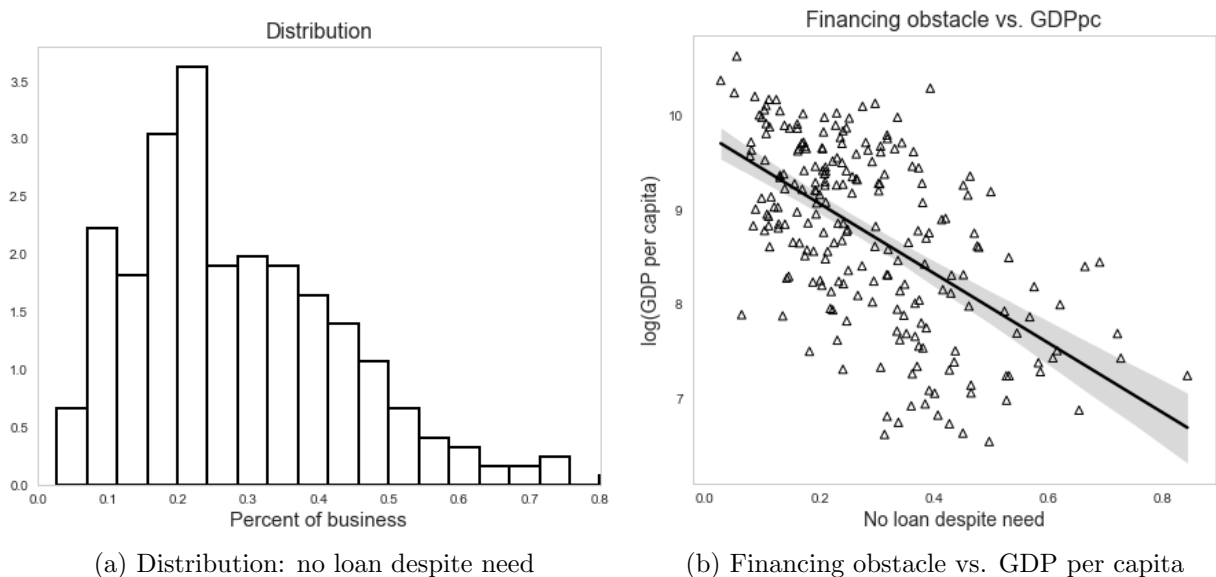 Distribution
3.5
3.0
2.5
2.0
1.5
1.0
0.5
0.0
0.0 0.1 0.2 0.3 0.4 0.5 0.6 0.7 0.8
Percent of business
(a) Distribution: no loan despite need
Financing obstacle vs. GDPpc
log(GDP per capita)
10
9
8
7
0.0 0.2 0.4 0.6 0.8
No loan despite need
(b) Financing obstacle vs. GDP per capita